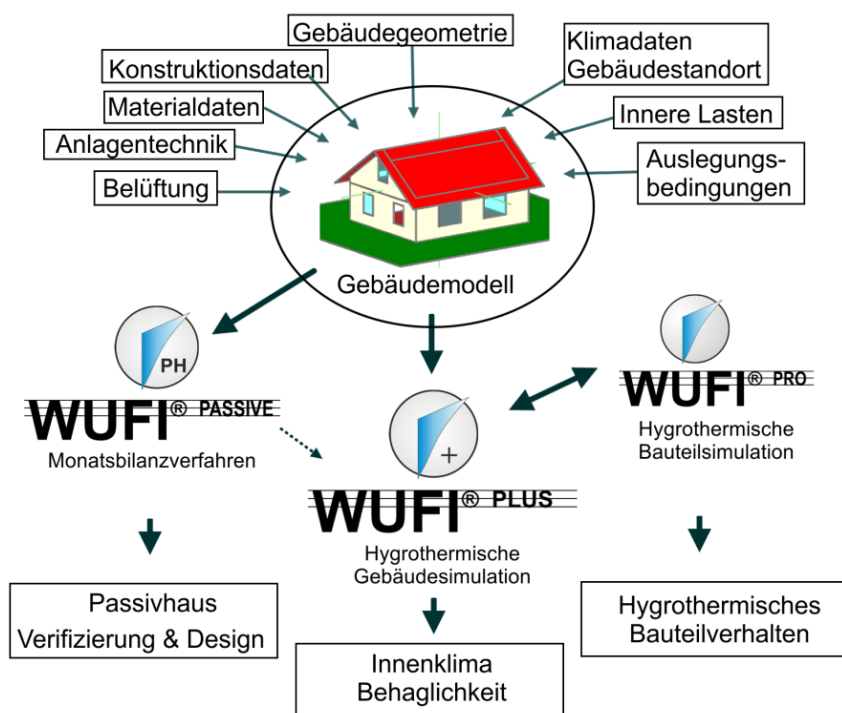 Gebäudegeometrie
Konstruktionsdaten
Materialdaten
Anlagentechnik
Belüftung
Klimadaten
Gebäudestandort
Innere Lasten
Auslegungs-
bedingungen
Gebäudemodell
PH
WUFI® PASSIVE
Monatsbilanzverfahren
+
WUFI® PLUS
Hygrothermische
Gebäudesimulation
WUFI® PRO
Hygrothermische
Bauteilsimulation
Passivhaus
Verifizierung & Design
Innenklima
Behaglichkeit
Hygrothermisches
Bauteilverhalten